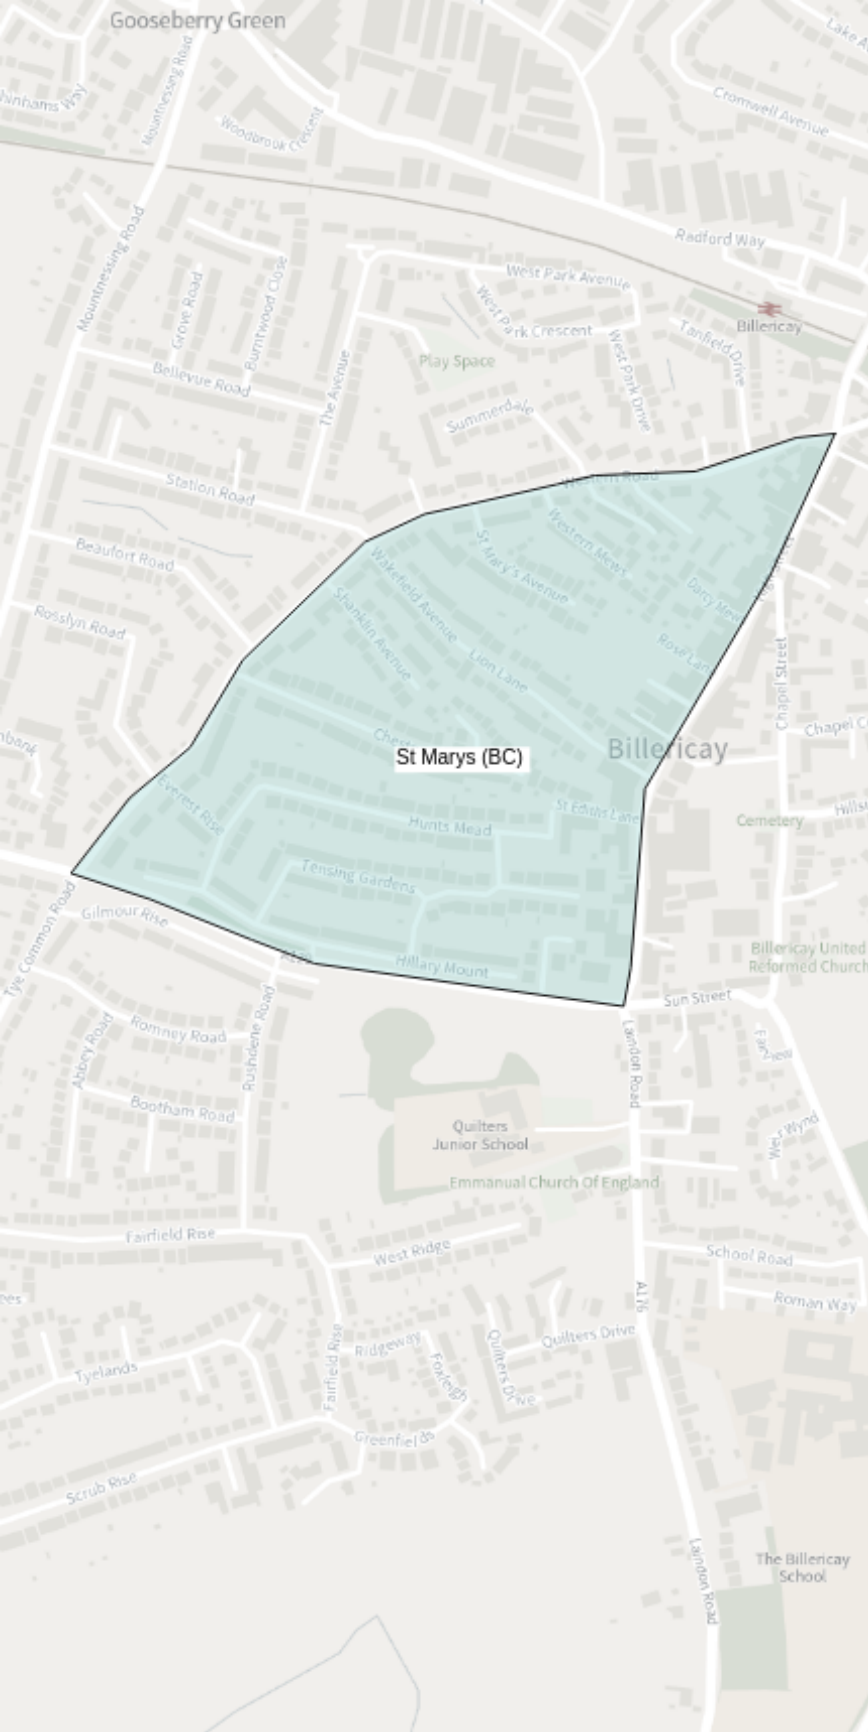 Gooseberry Green
Mountnessing Road
Woodbrook Crescent
Cromwell Avenue
Radford Way
Mountnessing Road
Grove Road
Burntwood Close
West Park Avenue
West Park Crescent
Billericay
Tanfield Drive
West Park Drive
Play Space
Bellevue Road
The Avenue
Summerdale
Station Road
Western Road
Western Mews
Beaufort Road
St Mary's Avenue
Wakefield Avenue
Shanklin Avenue
Rosslyn Road
Rose Lane
Lion Lane
Chapel Street
Billericay
St Marys (BC)
Everest Rise
Hunts Mead
St Ediths Lane
Cemetery
Tensing Gardens
Gilmour Rise
Tye Common Road
Hillary Mount
Billericay United
Reformed Church
Sun Street
Rushdene Road
Romney Road
Abbey Road
Laindon Road
Bootham Road
Quilters
Junior School
Weir Wynd
Emmanual Church Of England
Fairfield Rise
West Ridge
School Road
A176
Roman Way
Ridgeway
Quilters Drive
Quilters Drive
Tyelands
Fairfield Rise
Foxleigh
Greenfields
Scrub Rise
Laindon Road
The Billericay
School